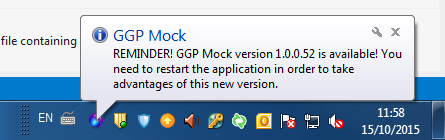 GGP Mock
file containing
REMINDER! GGP Mock version 1.0.0.52 is available! You
need to restart the application in order to take
advantages of this new version.
EN
11:58
15/10/2015